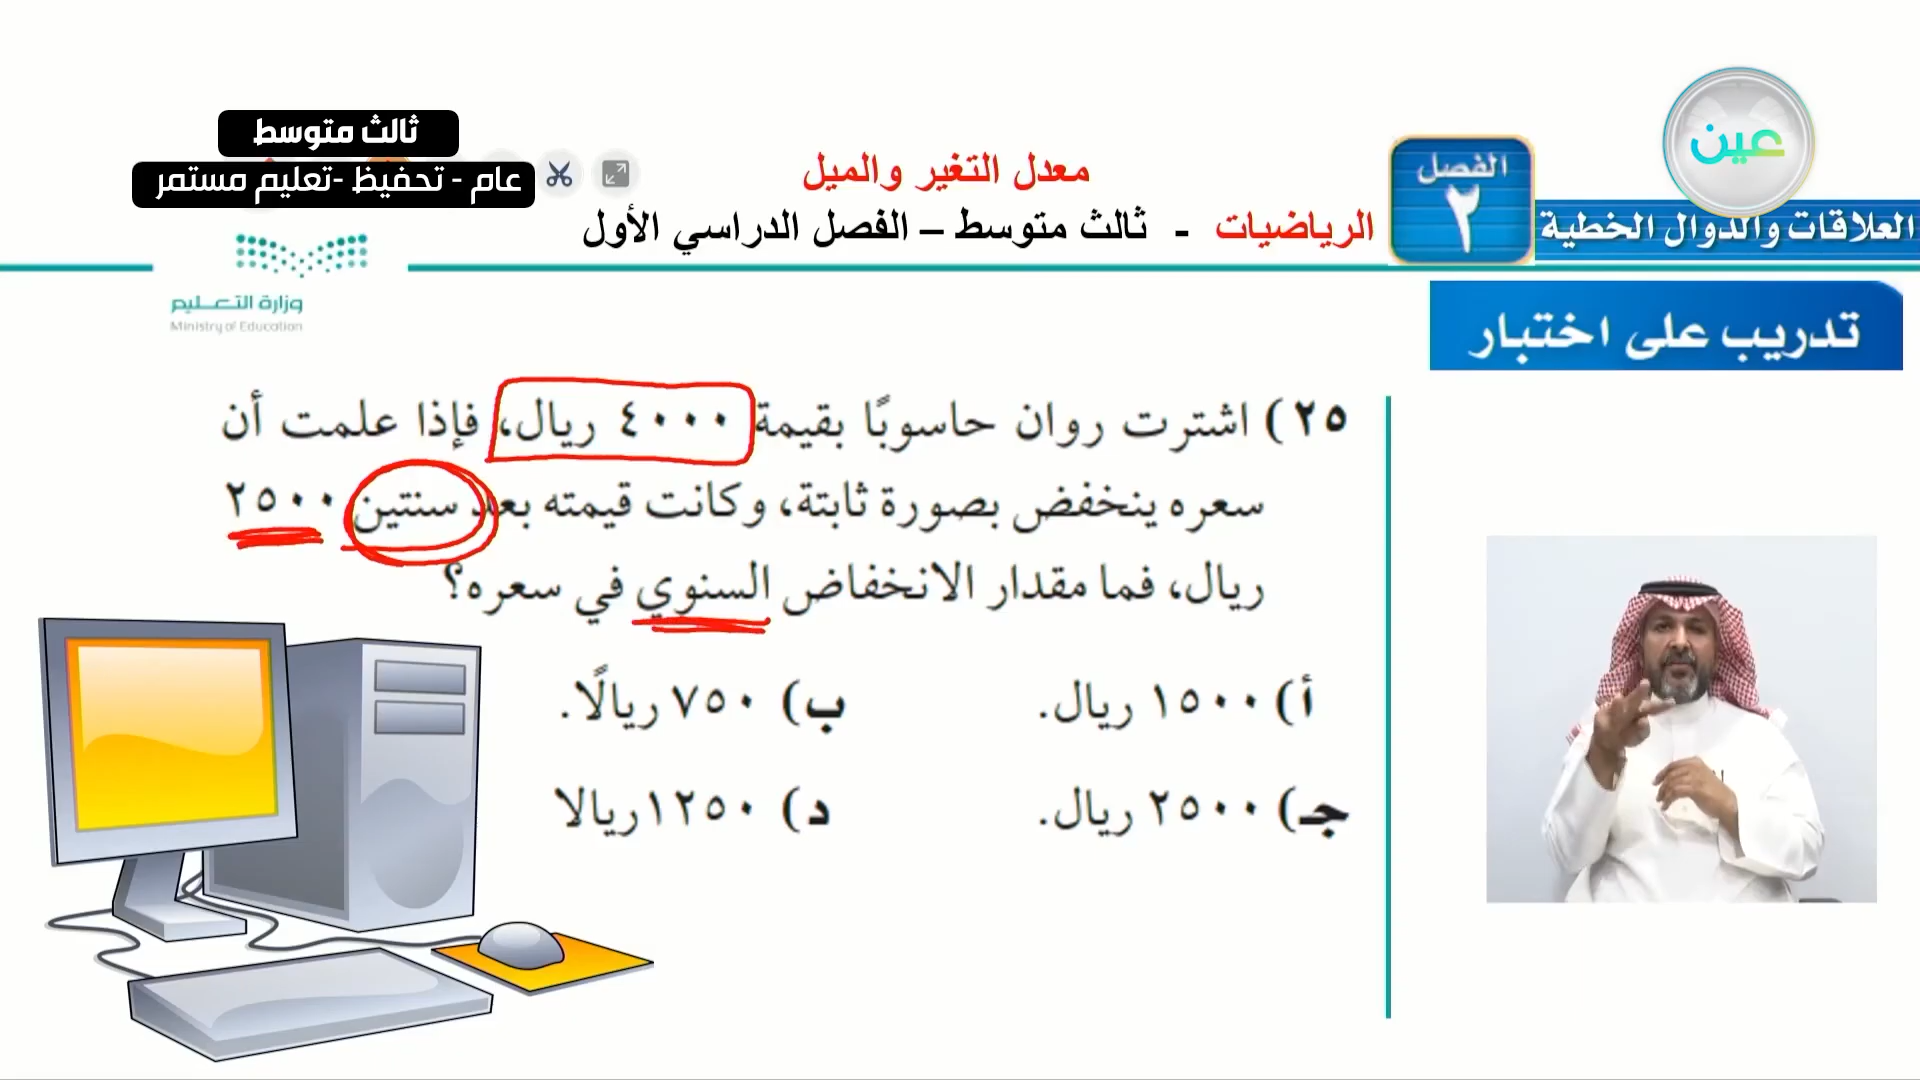 عين
ثالث متوسط
عام - تحفيظ -تعليم مستمر
معدل التغير والميل
الرياضيات - ثالث متوسط – الفصل الدراسي الأول
الفصل
٢
العلاقات والدوال الخطية
وزارة التعليم
Ministry of Education
تدريب على اختبار
٢٥) اشترت روان حاسوبًا بقيمة ٤٠٠٠ ريال، فإذا علمت أن
سعره ينخفض بصورة ثابتة، وكانت قيمته بعد سنتين ٢٥٠٠
ريال، فما مقدار الانخفاض السنوي في سعره؟
أ) ١٥٠٠ ريال. ب) ٧٥٠ ريالًا.
جـ) ٢٥٠٠ ريال. د) ١٢٥٠ريالا